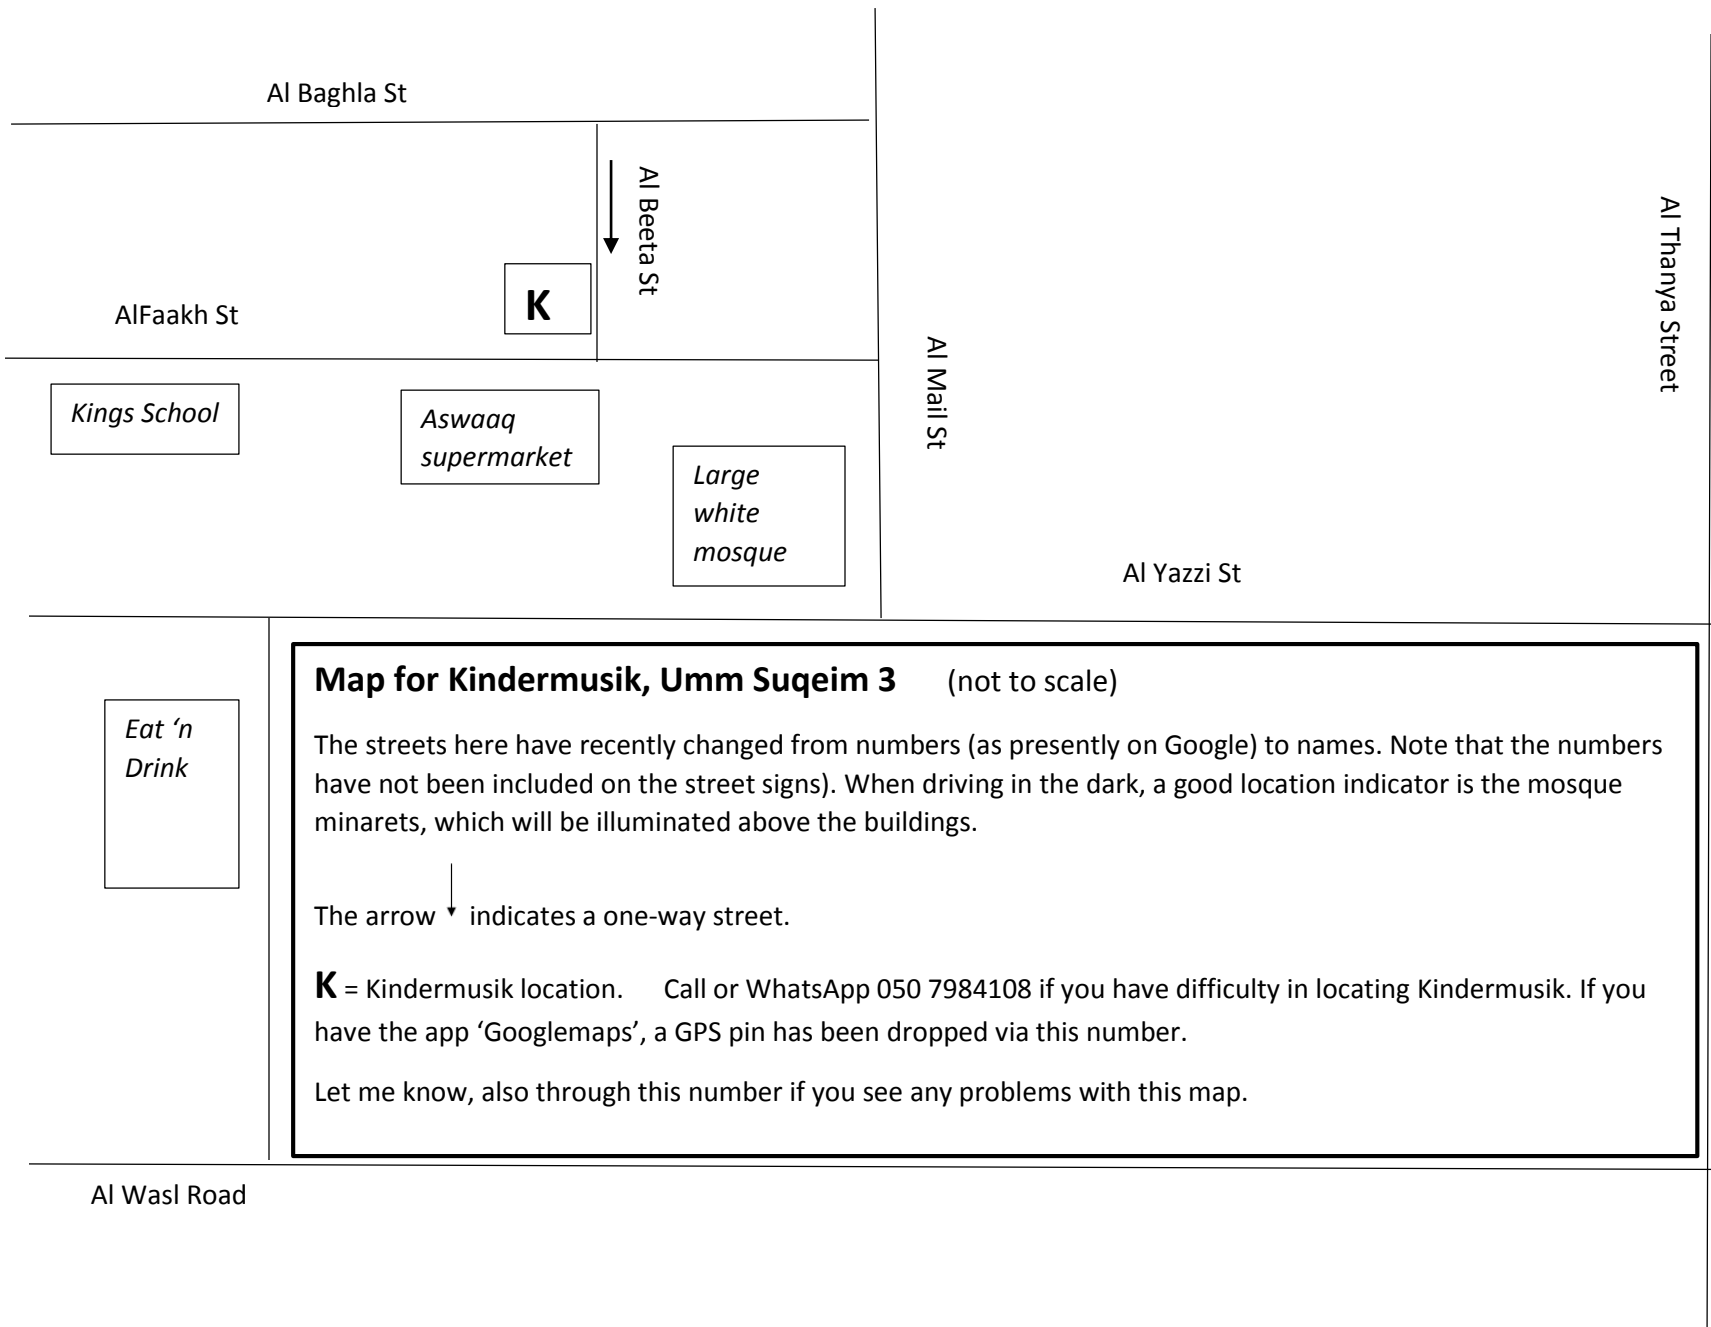 Al Baghla St
Al Beeta St
Al Thanya Street
K
AlFaakh St
Al Mail St
Kings School
Aswaaq
supermarket
Large
white
mosque
Al Yazzi St
Map for Kindermusik, Umm Suqeim 3 (not to scale)
Eat ‘n
Drink
The streets here have recently changed from numbers (as presently on Google) to names. Note that the numbers
have not been included on the street signs). When driving in the dark, a good location indicator is the mosque
minarets, which will be illuminated above the buildings.
The arrow indicates a one-way street.
K = Kindermusik location. Call or WhatsApp 050 7984108 if you have difficulty in locating Kindermusik. If you
have the app ‘Googlemaps’, a GPS pin has been dropped via this number.
Let me know, also through this number if you see any problems with this map.
Al Wasl Road